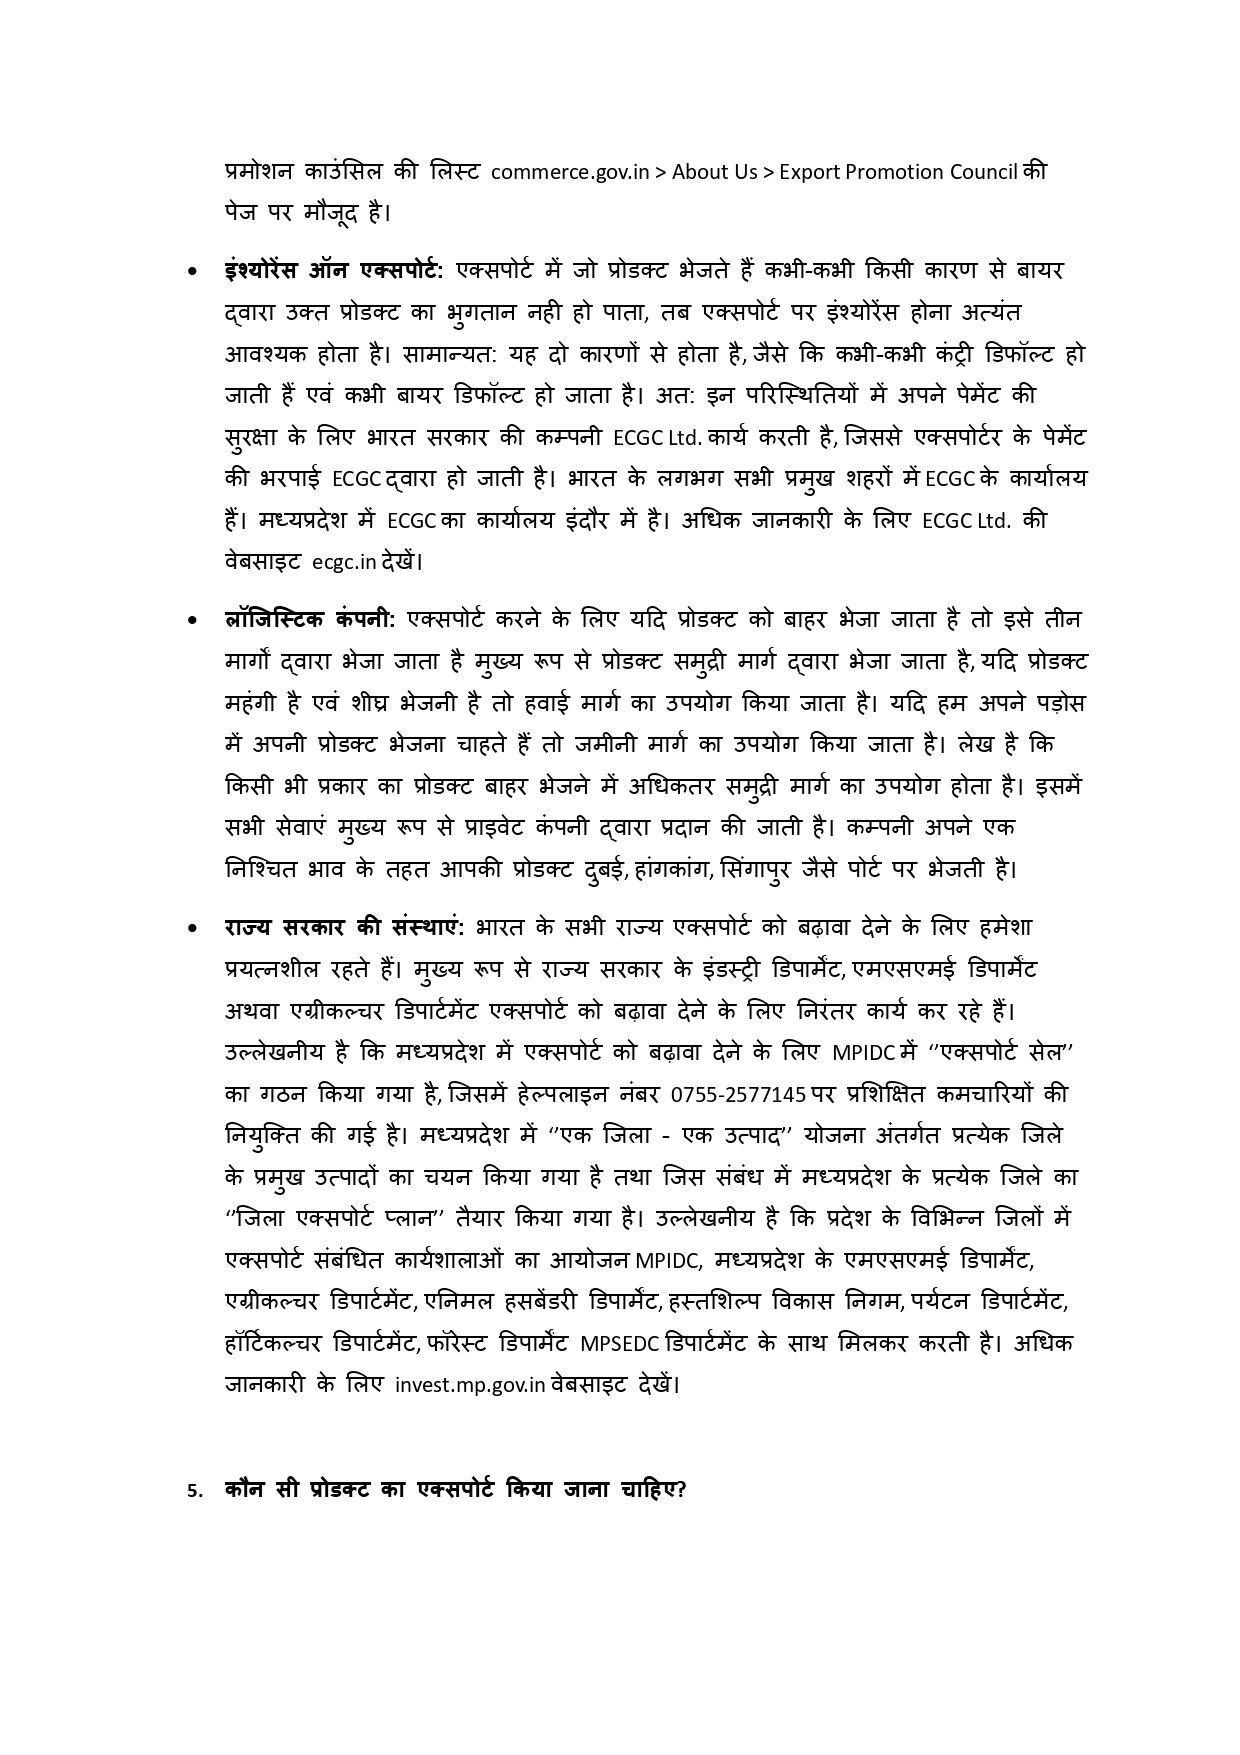 प्रमोशन काउंसिल की लिस्ट commerce.gov.in > About Us > Export Promotion Council की
पेज पर मौजूद है।
• इंश्योरेंस ऑन एक्सपोर्ट: एक्सपोर्ट में जो प्रोडक्ट भेजते हैं कभी-कभी किसी कारण से बायर
द्वारा उक्त प्रोडक्ट का भुगतान नही हो पाता, तब एक्सपोर्ट पर इंश्योरेंस होना अत्यंत
आवश्यक होता है। सामान्यत: यह दो कारणों से होता है, जैसे कि कभी-कभी कंट्री डिफॉल्ट हो
जाती हैं एवं कभी बायर डिफॉल्ट हो जाता है। अत: इन परिस्थितियों में अपने पेमेंट की
सुरक्षा के लिए भारत सरकार की कम्पनी ECGC Ltd. कार्य करती है, जिससे एक्सपोर्टर के पेमेंट
की भरपाई ECGC द्वारा हो जाती है। भारत के लगभग सभी प्रमुख शहरों में ECGC के कार्यालय
हैं। मध्यप्रदेश में ECGC का कार्यालय इंदौर में है। अधिक जानकारी के लिए ECGC Ltd. की
वेबसाइट ecgc.in देखें।
• लॉजिस्टिक कंपनी: एक्सपोर्ट करने के लिए यदि प्रोडक्ट को बाहर भेजा जाता है तो इसे तीन
मार्गों द्वारा भेजा जाता है मुख्य रूप से प्रोडक्ट समुद्री मार्ग द्वारा भेजा जाता है, यदि प्रोडक्ट
महंगी है एवं शीघ्र भेजनी है तो हवाई मार्ग का उपयोग किया जाता है। यदि हम अपने पड़ोस
में अपनी प्रोडक्ट भेजना चाहते हैं तो जमीनी मार्ग का उपयोग किया जाता है। लेख है कि
किसी भी प्रकार का प्रोडक्ट बाहर भेजने में अधिकतर समुद्री मार्ग का उपयोग होता है। इसमें
सभी सेवाएं मुख्य रूप से प्राइवेट कंपनी द्वारा प्रदान की जाती है। कम्पनी अपने एक
निश्चित भाव के तहत आपकी प्रोडक्ट दुबई, हांगकांग, सिंगापुर जैसे पोर्ट पर भेजती है।
• राज्य सरकार की संस्थाएं: भारत के सभी राज्य एक्सपोर्ट को बढ़ावा देने के लिए हमेशा
प्रयत्नशील रहते हैं। मुख्य रूप से राज्य सरकार के इंडस्ट्री डिपार्मेंट, एमएसएमई डिपार्मेंट
अथवा एग्रीकल्चर डिपार्टमेंट एक्सपोर्ट को बढ़ावा देने के लिए निरंतर कार्य कर रहे हैं।
उल्लेखनीय है कि मध्यप्रदेश में एक्सपोर्ट को बढ़ावा देने के लिए MPIDC में ‘’एक्सपोर्ट सेल’’
का गठन किया गया है, जिसमें हेल्पलाइन नंबर 0755-2577145 पर प्रशिक्षित कमचारियों की
नियुक्ति की गई है। मध्यप्रदेश में ‘’एक जिला - एक उत्पाद’’ योजना अंतर्गत प्रत्येक जिले
के प्रमुख उत्पादों का चयन किया गया है तथा जिस संबंध में मध्यप्रदेश के प्रत्येक जिले का
‘’जिला एक्सपोर्ट प्लान’’ तैयार किया गया है। उल्लेखनीय है कि प्रदेश के विभिन्न जिलों में
एक्सपोर्ट संबंधित कार्यशालाओं का आयोजन MPIDC, मध्यप्रदेश के एमएसएमई डिपार्मेंट,
एग्रीकल्चर डिपार्टमेंट, एनिमल हसबेंडरी डिपार्मेंट, हस्तशिल्प विकास निगम, पर्यटन डिपार्टमेंट,
हॉर्टिकल्चर डिपार्टमेंट, फॉरेस्ट डिपार्मेंट MPSEDC डिपार्टमेंट के साथ मिलकर करती है। अधिक
जानकारी के लिए invest.mp.gov.in वेबसाइट देखें।
5. कौन सी प्रोडक्ट का एक्सपोर्ट किया जाना चाहिए?